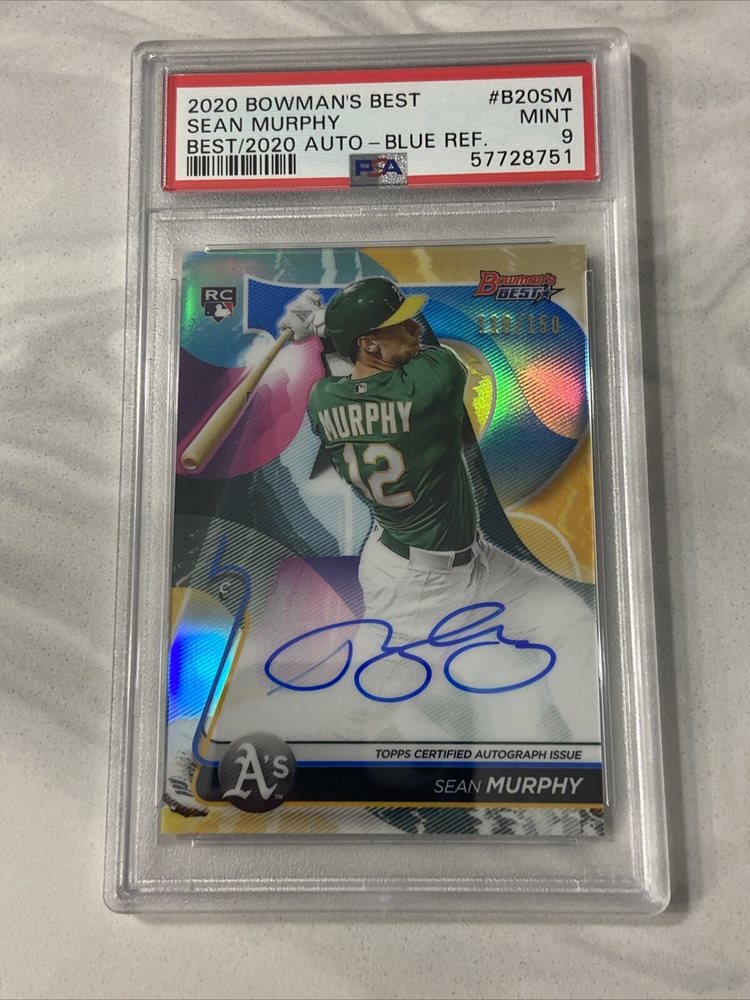 2020 BOWMAN'S BEST #B20SM
SEAN MURPHY MINT
BEST/2020 AUTO-BLUE REF. 9
PSA 57728751
RC
Bowman's
BEST
/150
MURPHY
12
TOPPS CERTIFIED AUTOGRAPH ISSUE
A's
SEAN MURPHY